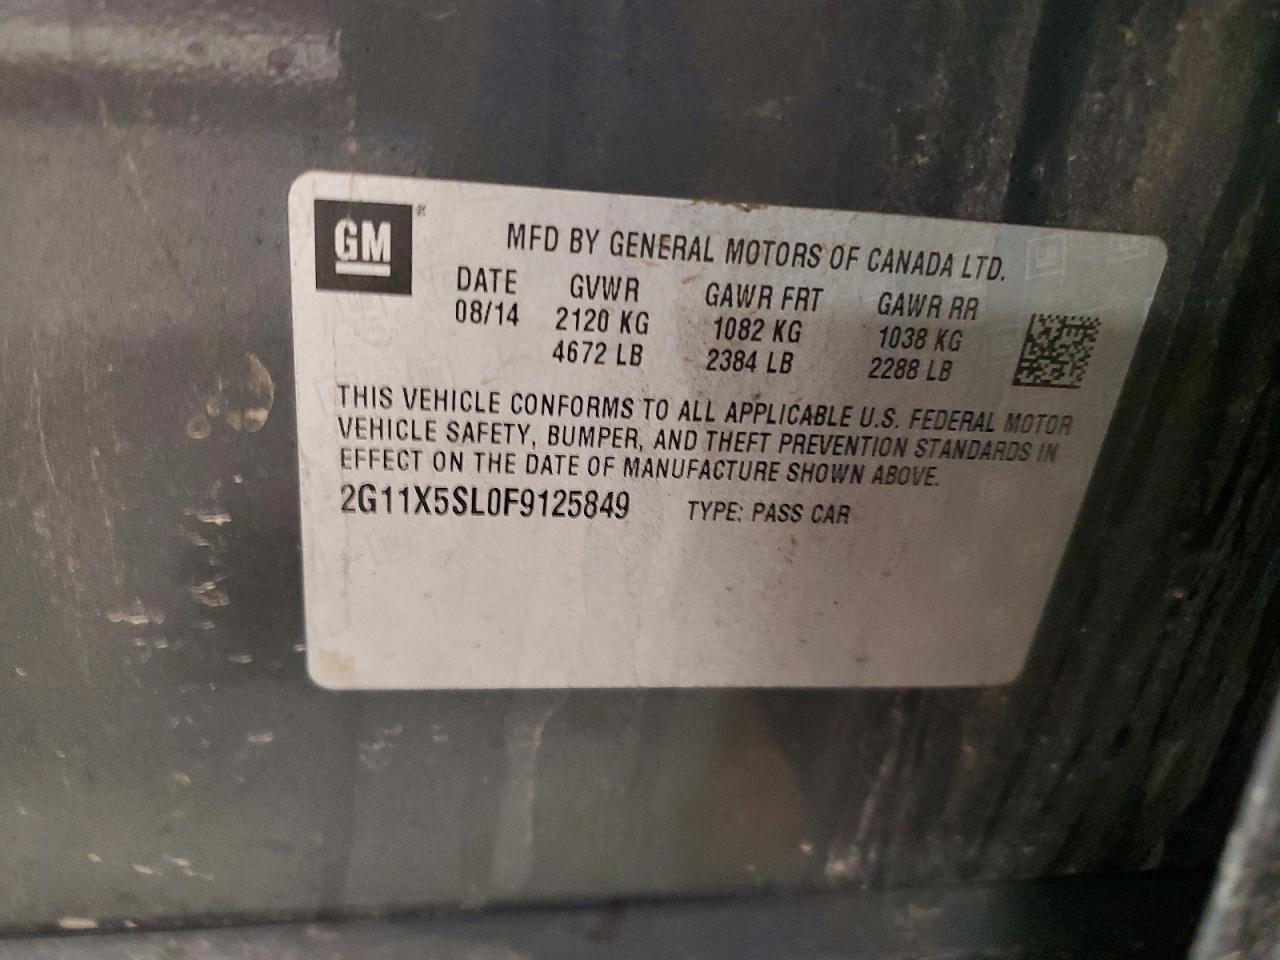 GM ®
MFD BY GENERAL MOTORS OF CANADA LTD.
DATE GVWR GAWR FRT GAWR RR
08/14 2120 KG 1082 KG 1038 KG
4672 LB 2384 LB 2288 LB
THIS VEHICLE CONFORMS TO ALL APPLICABLE U.S. FEDERAL MOTOR
VEHICLE SAFETY, BUMPER, AND THEFT PREVENTION STANDARDS IN
EFFECT ON THE DATE OF MANUFACTURE SHOWN ABOVE.
2G11X5SL0F9125849 TYPE: PASS CAR